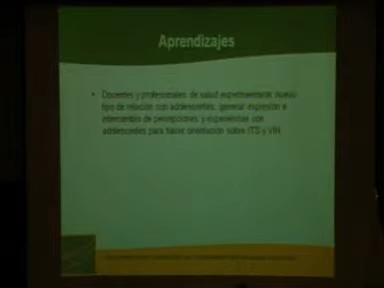 Aprendizajes
• Docentes y profesionales de salud experimentaron nuevo
tipo de relación con adolescentes, generar expresión e
intercambio de percepciones y experiencias con
adolescentes para hacer orientación sobre ITS y VIH